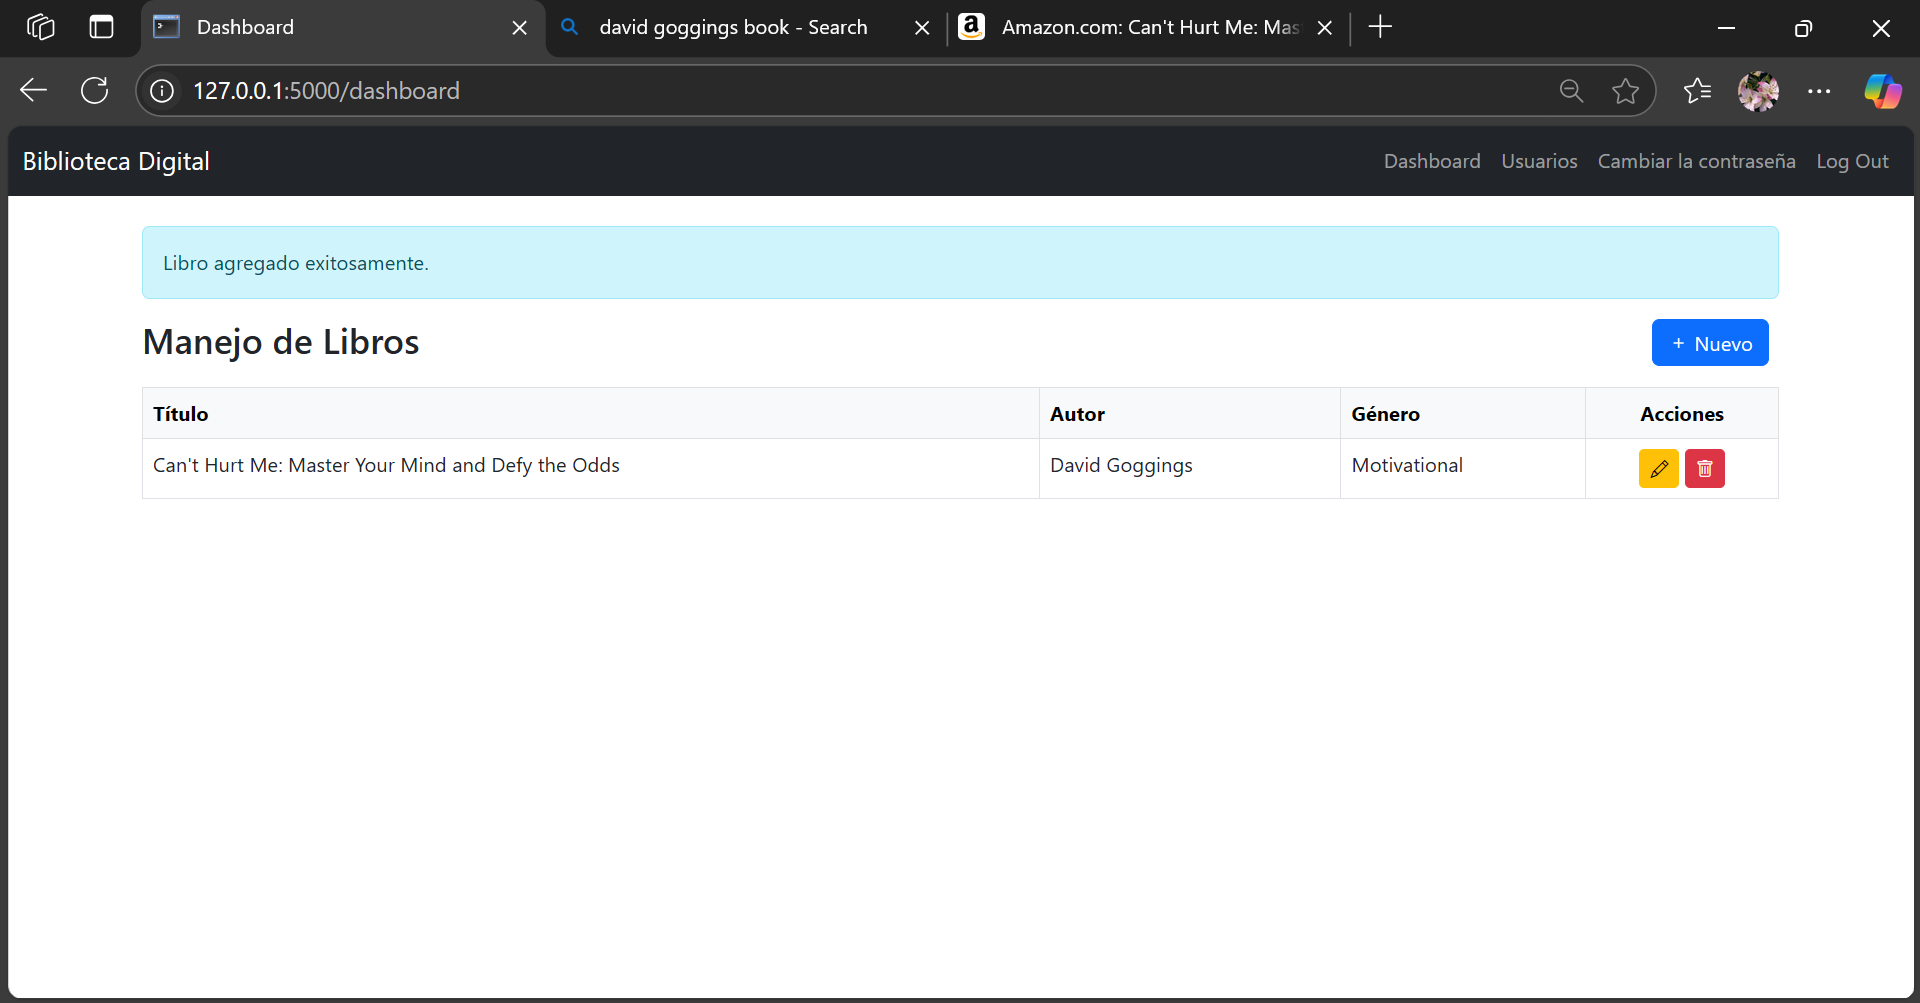 Dashboard
david goggings book - Search
Amazon.com: Can't Hurt Me: Mas
127.0.0.1:5000/dashboard
Biblioteca Digital
Dashboard Usuarios Cambiar la contraseña Log Out
Libro agregado exitosamente.
Manejo de Libros
+ Nuevo
Título Autor Género Acciones
Can't Hurt Me: Master Your Mind and Defy the Odds David Goggings Motivational